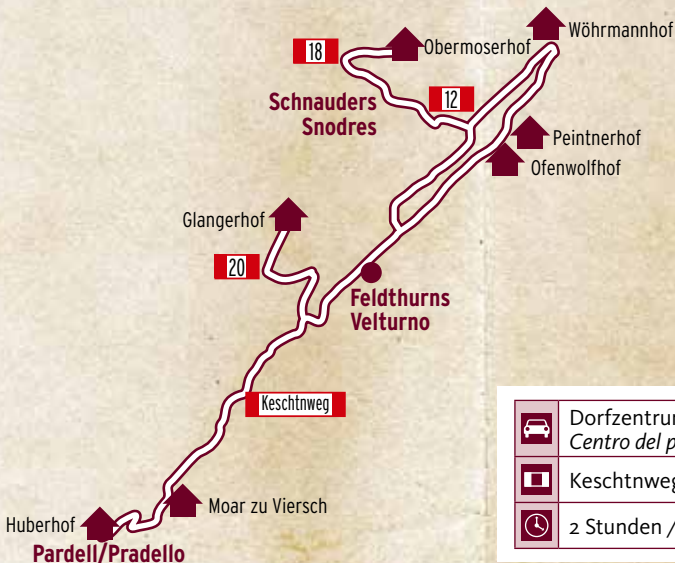 Wöhrmannhof
18
Obermoserhof
Schnauders
Snodres
12
Peintnerhof
Ofenwolfhof
Glangerhof
20
Feldthurns
Velturno
Keschtnweg
Moar zu Viersch
Huberhof
Pardell/Pradello
Centro del
Keschtnweg
2 Stunden /